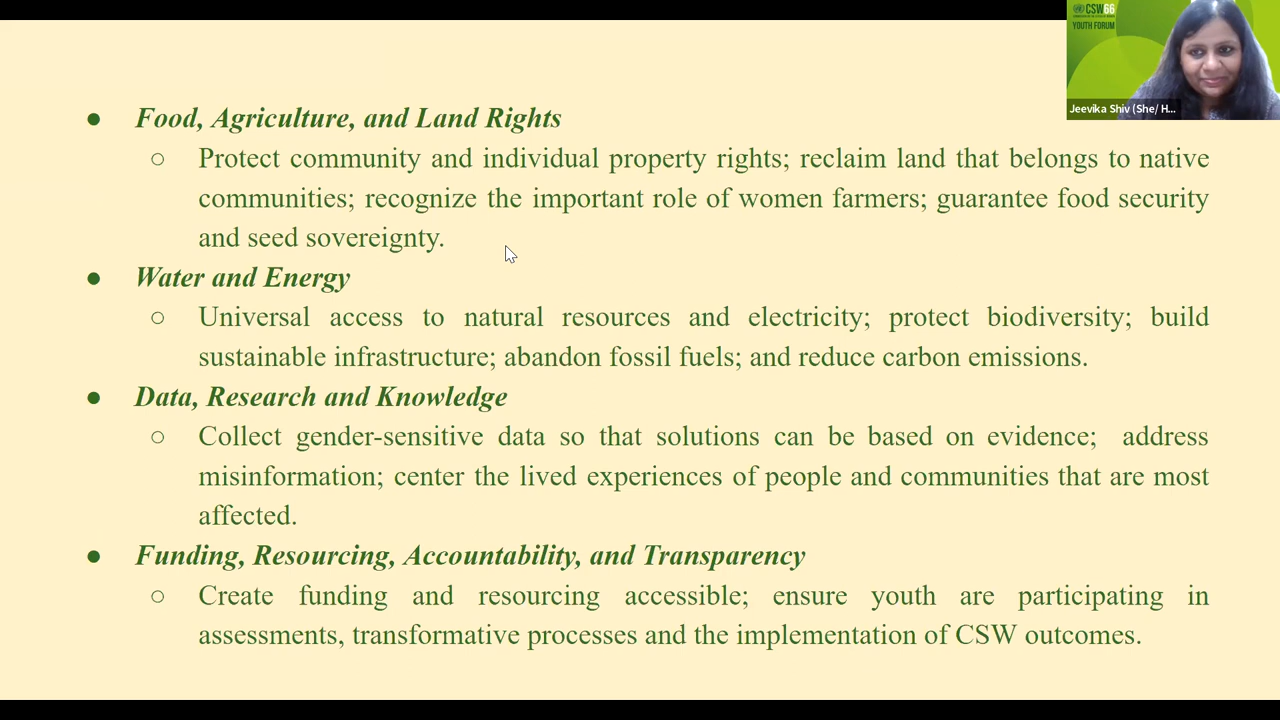 CSW66
YOUTH FORUM
Jeevika Shiv (She/ H...
● Food, Agriculture, and Land Rights
○ Protect community and individual property rights; reclaim land that belongs to native
communities; recognize the important role of women farmers; guarantee food security
and seed sovereignty.
● Water and Energy
○ Universal access to natural resources and electricity; protect biodiversity; build
sustainable infrastructure; abandon fossil fuels; and reduce carbon emissions.
● Data, Research and Knowledge
○ Collect gender-sensitive data so that solutions can be based on evidence;  address
misinformation; center the lived experiences of people and communities that are most
affected.
● Funding, Resourcing, Accountability, and Transparency
○ Create funding and resourcing accessible; ensure youth are participating in
assessments, transformative processes and the implementation of CSW outcomes.